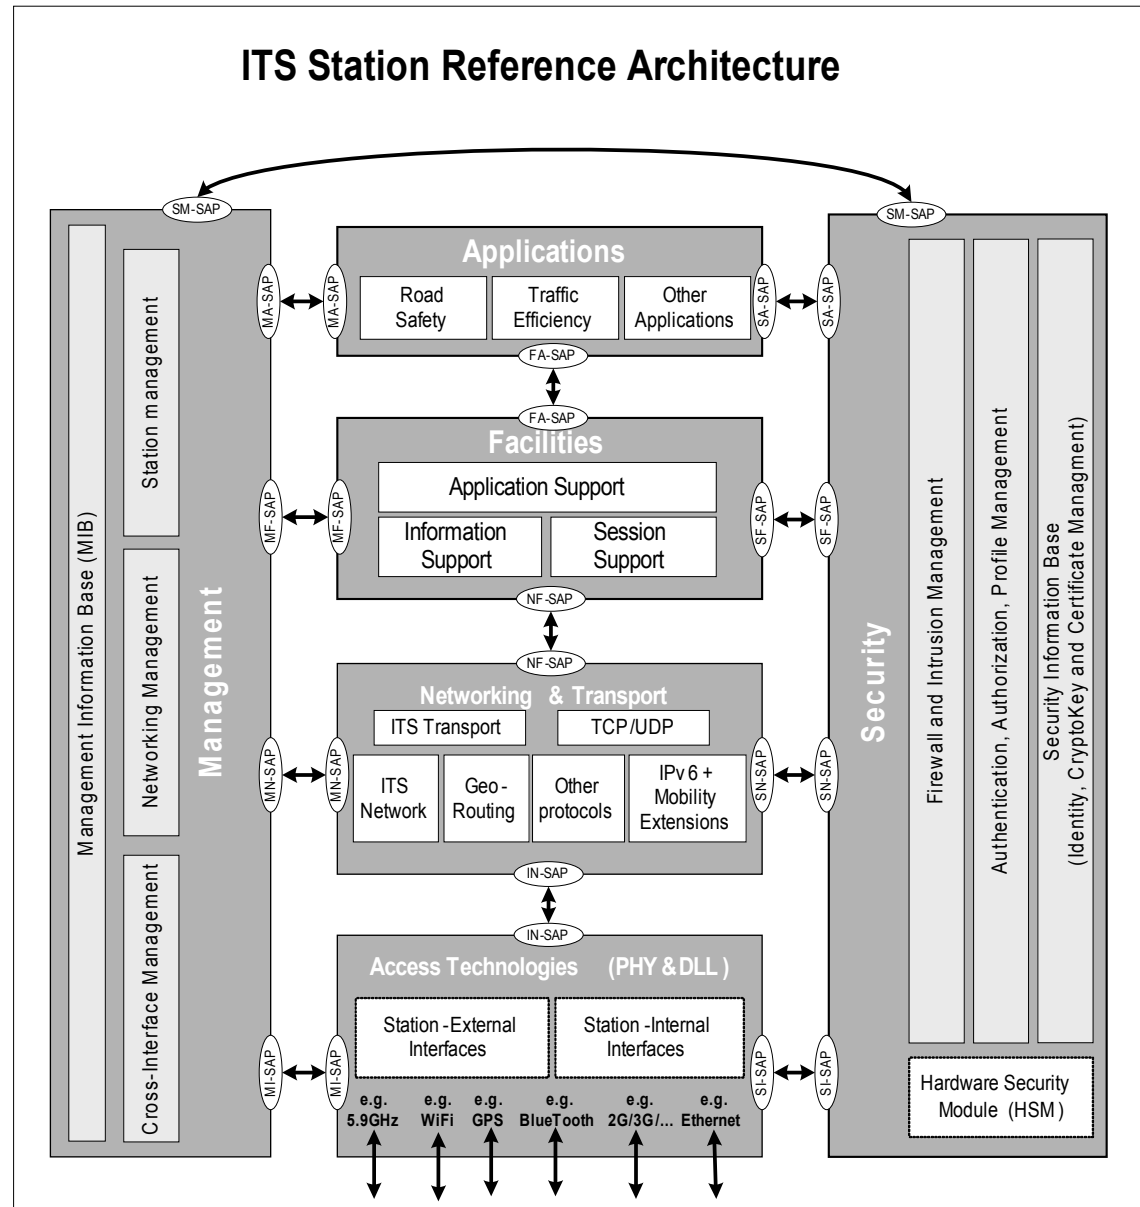 ITS Station Reference Architecture
SM-SAP
SM-SAP
Management Information Base (MIB)
Station management
Networking Management
Cross-Interface Management
Management
MA-SAP
MA-SAP
MF-SAP
MF-SAP
MN-SAP
MN-SAP
MI-SAP
MI-SAP
Applications
Road
Safety
Traffic
Efficiency
Other
Applications
FA-SAP
FA-SAP
Facilities
Application Support
Information
Support
Session
Support
NF-SAP
NF-SAP
Networking & Transport
ITS Transport
TCP/UDP
ITS
Network
Geo-
Routing
Other
protocols
IPv6 +
Mobility
Extensions
IN-SAP
IN-SAP
Access Technologies (PHY & DLL)
Station-External
Interfaces
Station-Internal
Interfaces
e.g.
5.9GHz
e.g.
WiFi
e.g.
GPS
e.g.
BlueTooth
e.g.
2G/3G/...
e.g.
Ethernet
SA-SAP
SA-SAP
SF-SAP
SF-SAP
SN-SAP
SN-SAP
SI-SAP
SI-SAP
Security
Firewall and Intrusion Management
Authentication, Authorization, Profile Management
Security Information Base
(Identity, CryptoKey and Certificate Managment)
Hardware Security
Module (HSM)